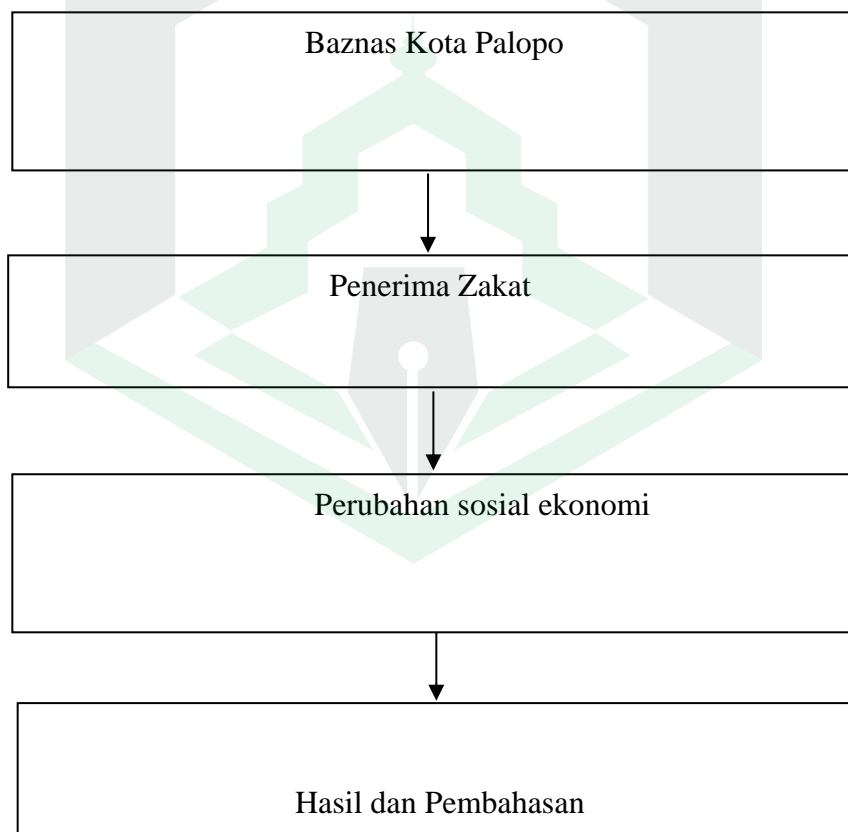 Baznas Kota Palopo
Penerima Zakat
Perubahan sosial ekonomi
Hasil dan Pembahasan